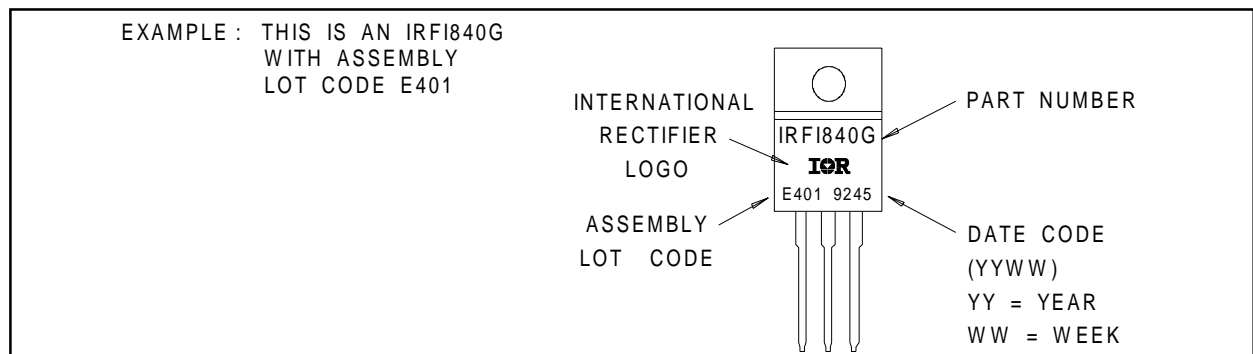 EXAMPLE : THIS IS AN IRFI840G
WITH ASSEMBLY
LOT CODE E401
INTERNATIONAL
RECTIFIER
LOGO
PART NUMBER
IRFI840G
IOR
E401 9245
ASSEMBLY
LOT CODE
DATE CODE
(YYWW)
YY = YEAR
WW = WEEK